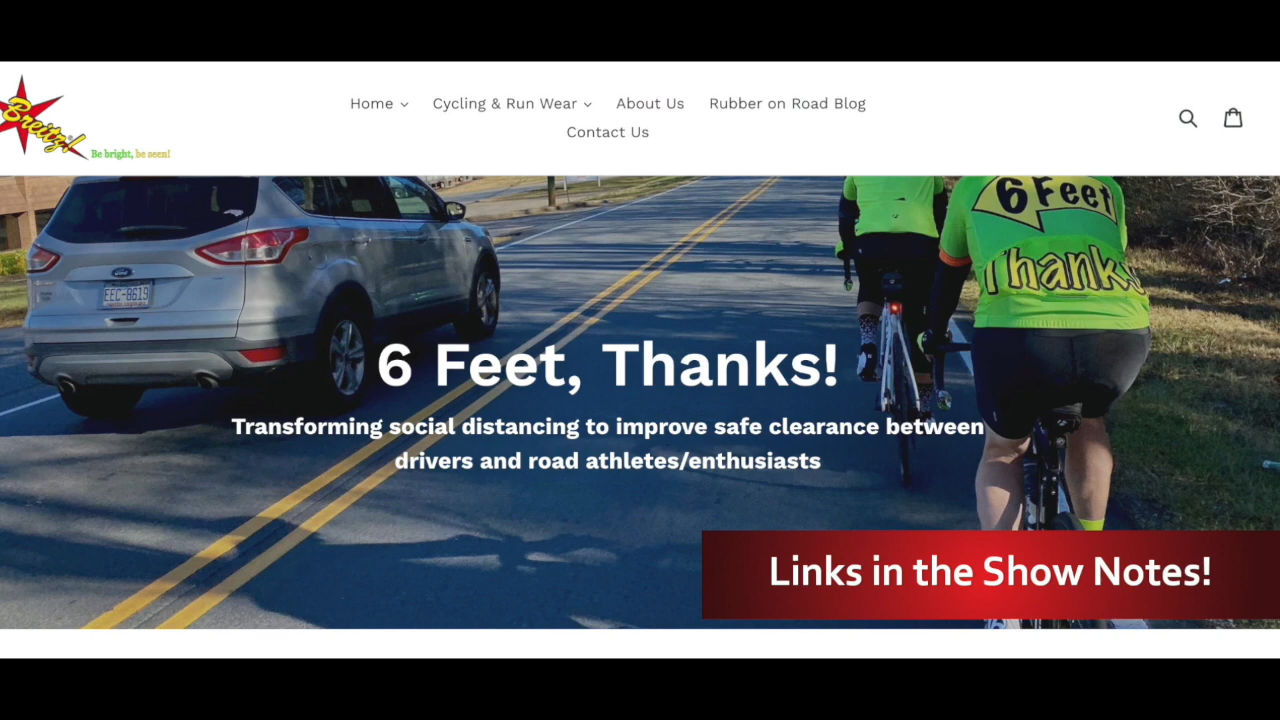 Breitz!
Be bright, be seen!
Home
Cycling & Run Wear
About Us
Rubber on Road Blog
Contact Us
6 Feet
Thanks
EEC-8619
6 Feet, Thanks!
Transforming social distancing to improve safe clearance between
drivers and road athletes/enthusiasts
Links in the Show Notes!